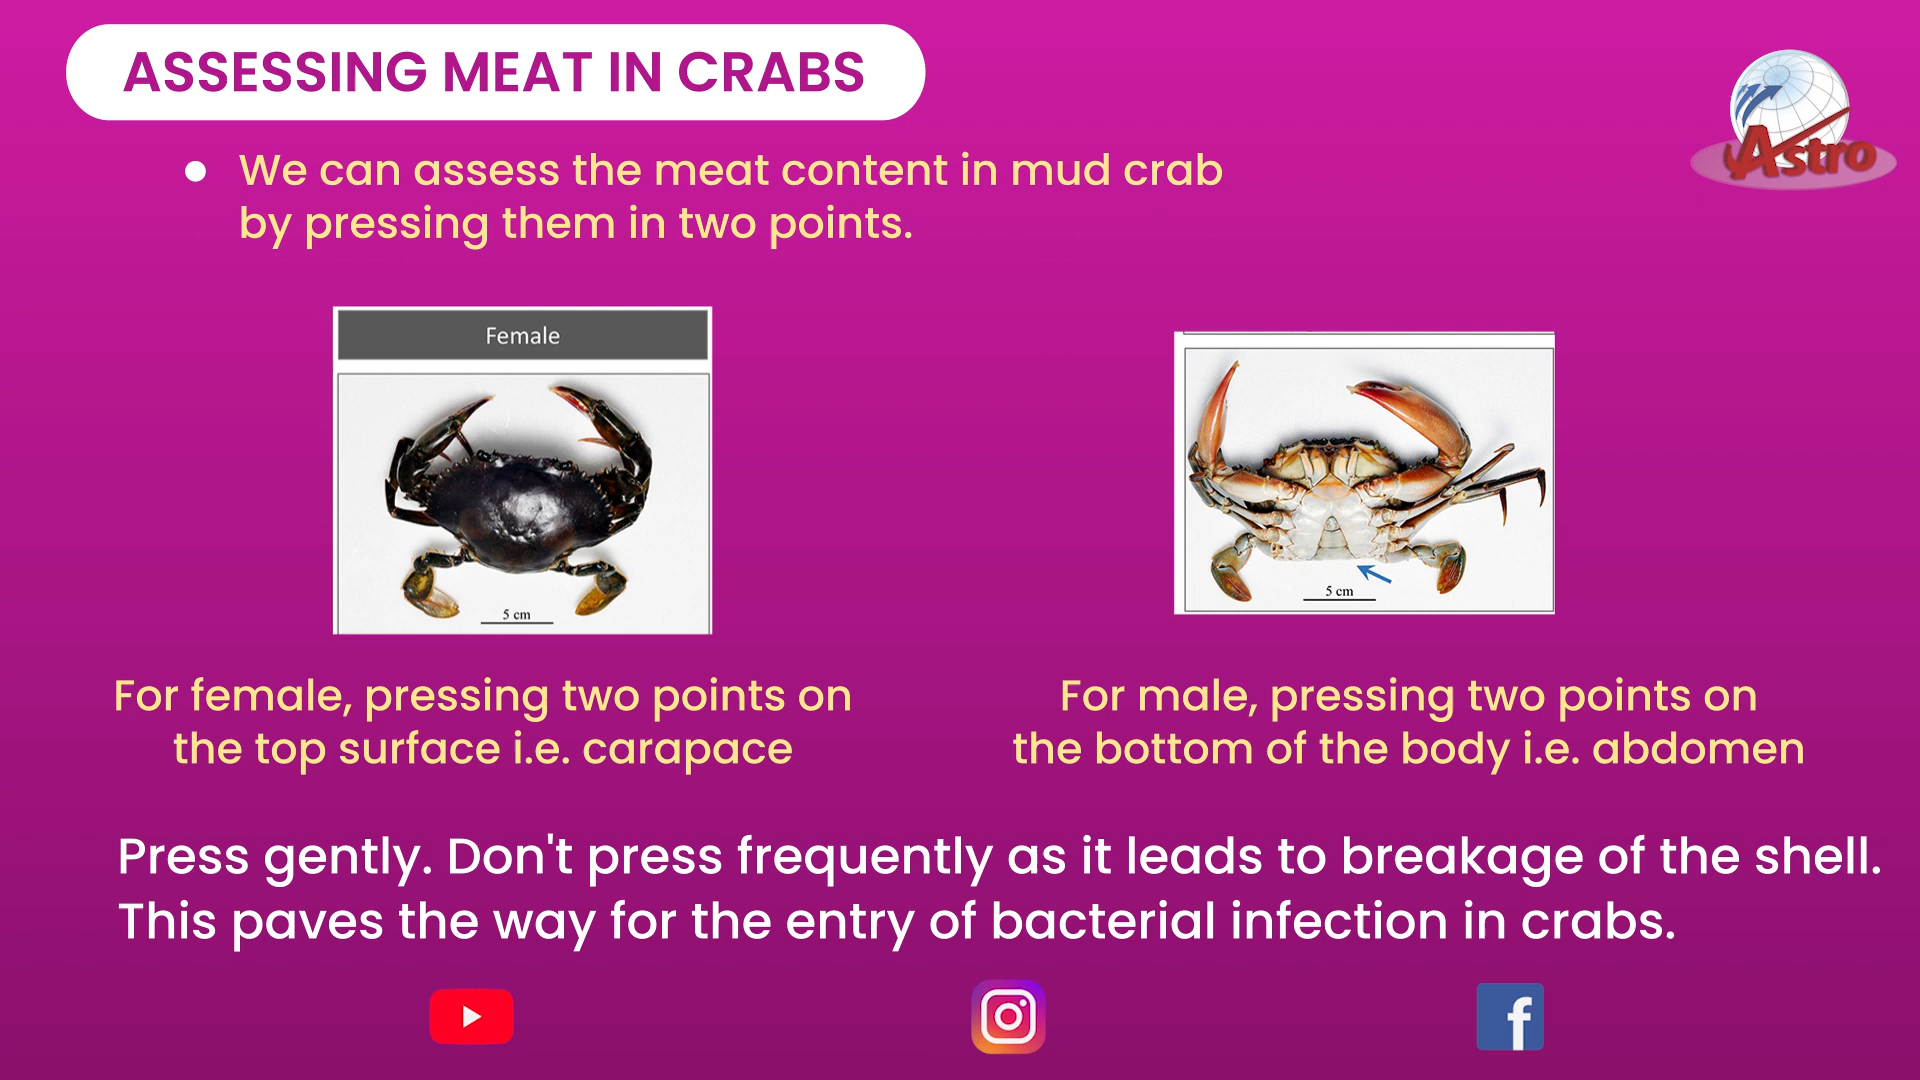 ASSESSING MEAT IN CRABS
Astro
● We can assess the meat content in mud crab
by pressing them in two points.
Female
5 cm
5 cm
For female, pressing two points on
the top surface i.e. carapace
For male, pressing two points on
the bottom of the body i.e. abdomen
Press gently. Don't press frequently as it leads to breakage of the shell.
This paves the way for the entry of bacterial infection in crabs.